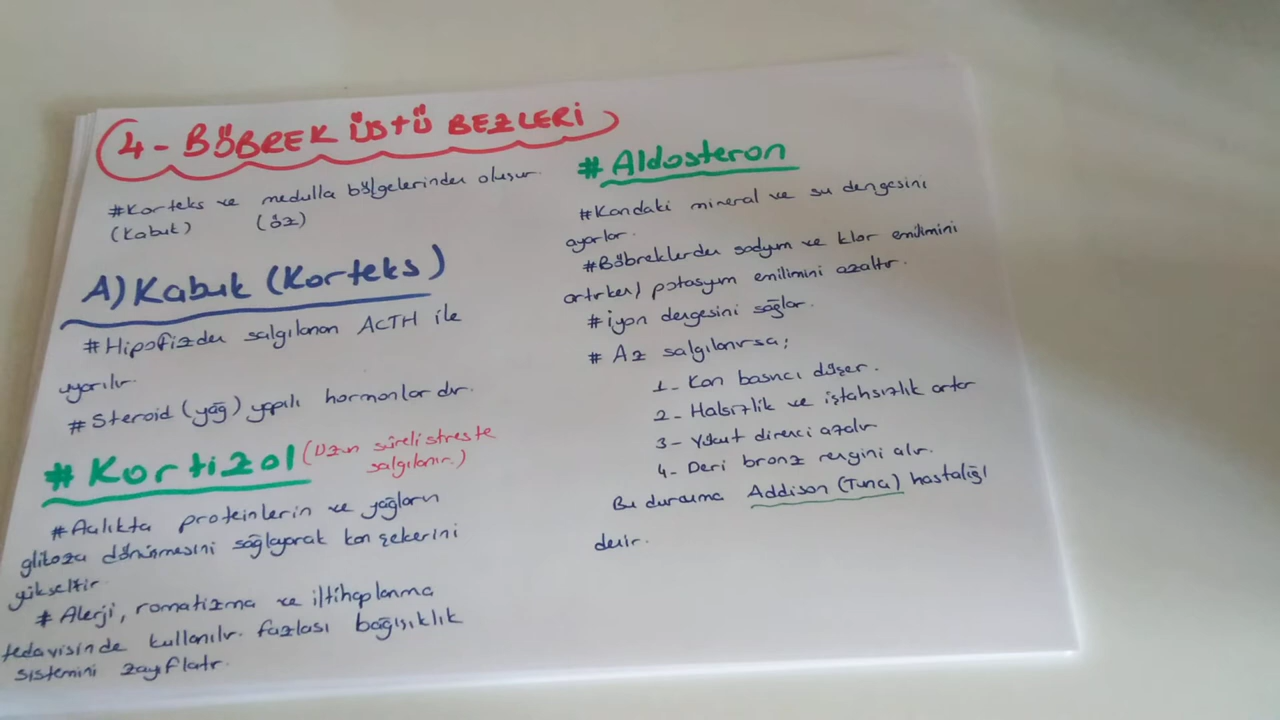 4- BÖBREK ÜSTÜ BEZLERİ
#Korteks ve medulla bölgelerinden oluşur.
(Kabuk) (öz)
A) Kabuk (Korteks)
#Hipofizden salgılanan ACTH ile
uyarılır.
#Steroid (yağ) yapılı hormonlardır.
#Kortizol (Uzun süreli streste
salgılanır.)
#Açlıkta proteinlerin ve yağların
glikoza dönüşmesini sağlayarak kan şekerini
yükseltir.
#Alerji, romatizma ve iltihaplanma
tedavisinde kullanılır. fazlası bağışıklık
sistemini zayıflatır.
#Aldosteron
#Kandaki mineral ve su dengesini
ayarlar.
#Böbreklerden sodyum ve klor emilimini
artırken, potasyum emilimini azaltır.
#iyon dengesini sağlar.
#Az salgılanırsa;
1- Kan basıncı düşer.
2- Halsizlik ve iştahsızlık artar
3- Vücut direnci azalır
4- Deri bronz rengini alır.
Bu duruma Addison (Tunç) hastalığı
denir.